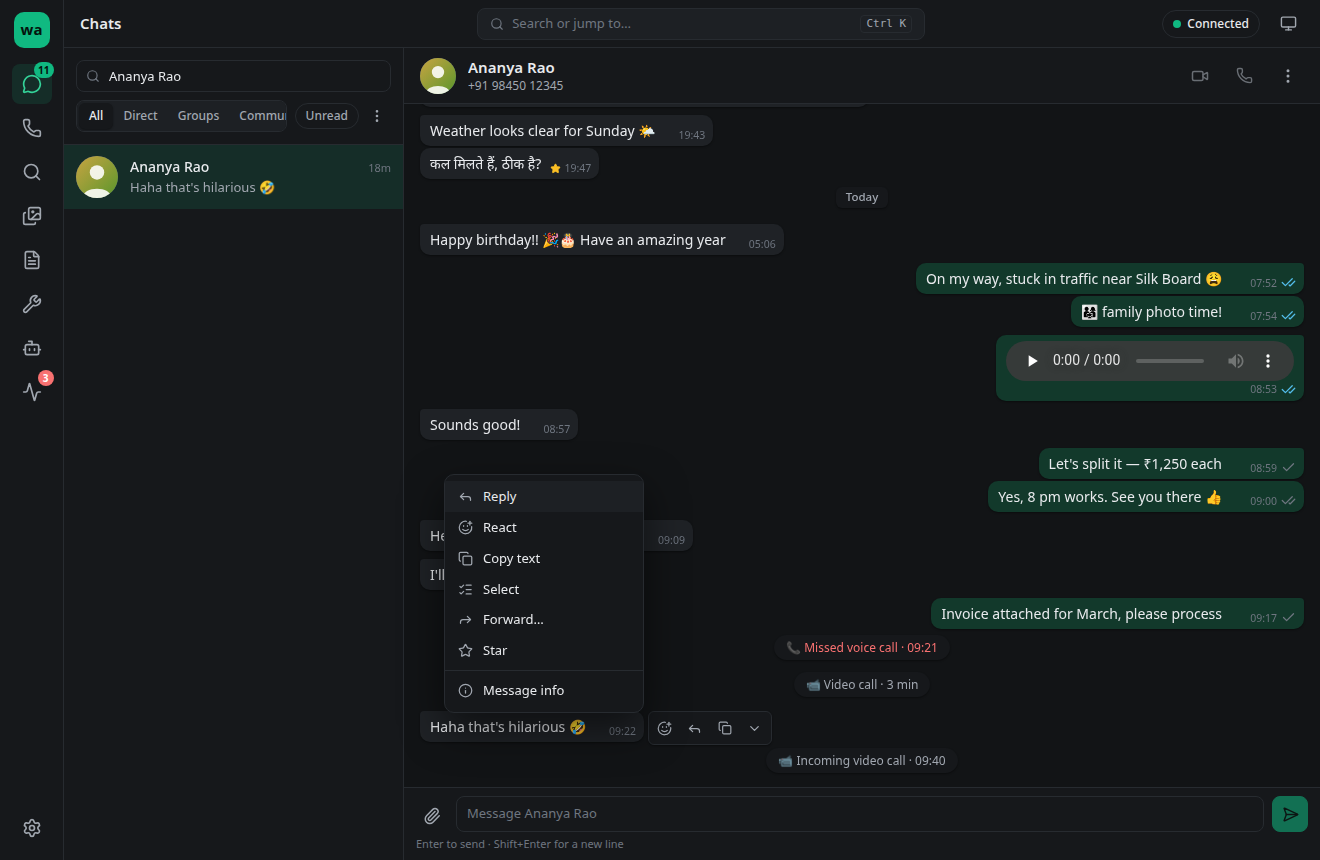 wa
Chats
Search or jump to…
Ctrl K
Connected
11
3
Ananya Rao
All
Direct
Groups
Unread
Ananya Rao
18m
Haha that's hilarious 🤣
Ananya Rao
+91 98450 12345
Weather looks clear for Sunday 🌤️ 19:43
कल मिलते हैं, ठीक है? ⭐ 19:47
Today
Happy birthday!! 🎉🎂 Have an amazing year 05:06
On my way, stuck in traffic near Silk Board 😩 07:52
👨‍👩‍👧 family photo time! 07:54
0:00 / 0:00
08:53
Sounds good! 08:57
Let's split it — ₹1,250 each 08:59
Yes, 8 pm works. See you there 👍 09:00
Reply
React
09:09
Copy text
I'll
Select
Forward…
Invoice attached for March, please process 09:17
📞 Missed voice call · 09:21
Star
📹 Video call · 3 min
Message info
Haha that's hilarious 🤣 09:22
📹 Incoming video call · 09:40
Message Ananya Rao
Enter to send · Shift+Enter for a new line